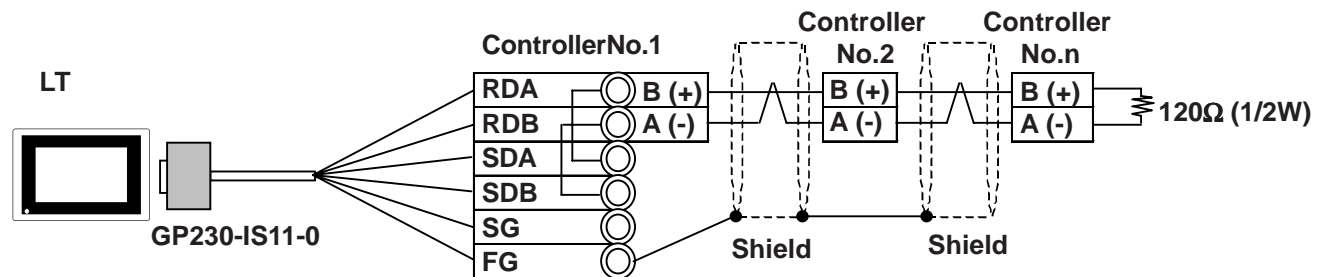 LT
GP230-IS11-0
ControllerNo.1
RDA
RDB
SDA
SDB
SG
FG
B (+)
A (-)
Shield
Controller
No.2
B (+)
A (-)
Shield
Controller
No.n
B (+)
A (-)
120Ω (1/2W)